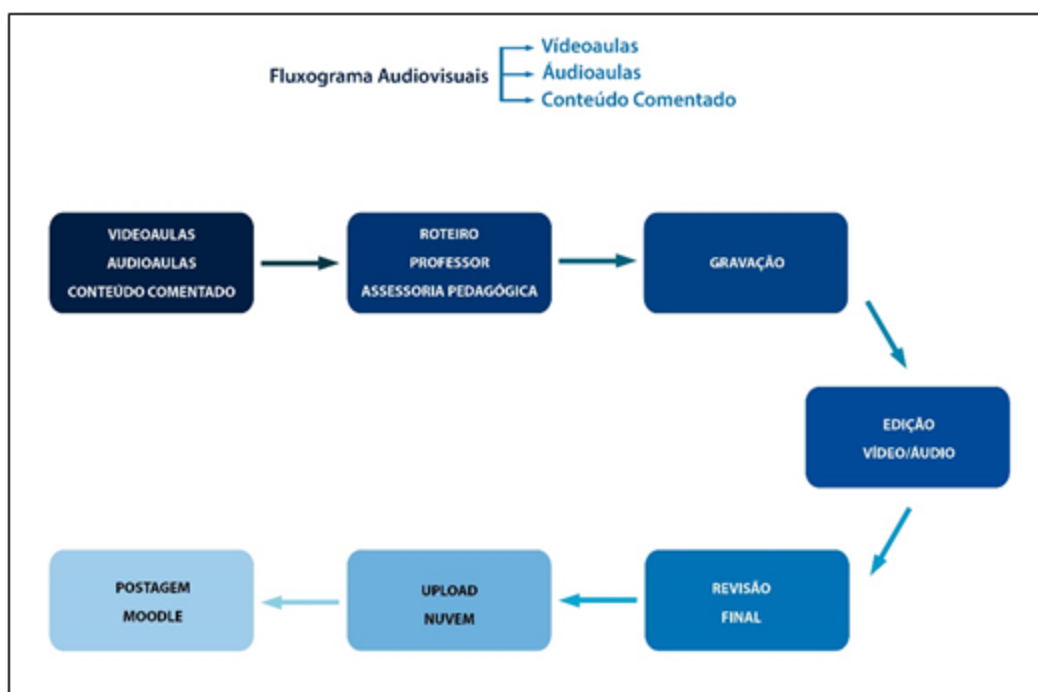 Fluxograma Audiovisuais
Vídeoaulas
Áudioaulas
Conteúdo Comentado
VIDEOAULAS
AUDIOAULAS
CONTEÚDO COMENTADO
ROTEIRO
PROFESSOR
ASSESSORIA PEDAGÓGICA
GRAVAÇÃO
EDIÇÃO
VÍDEO/ÁUDIO
REVISÃO
FINAL
UPLOAD
NUVEM
POSTAGEM
MOODLE